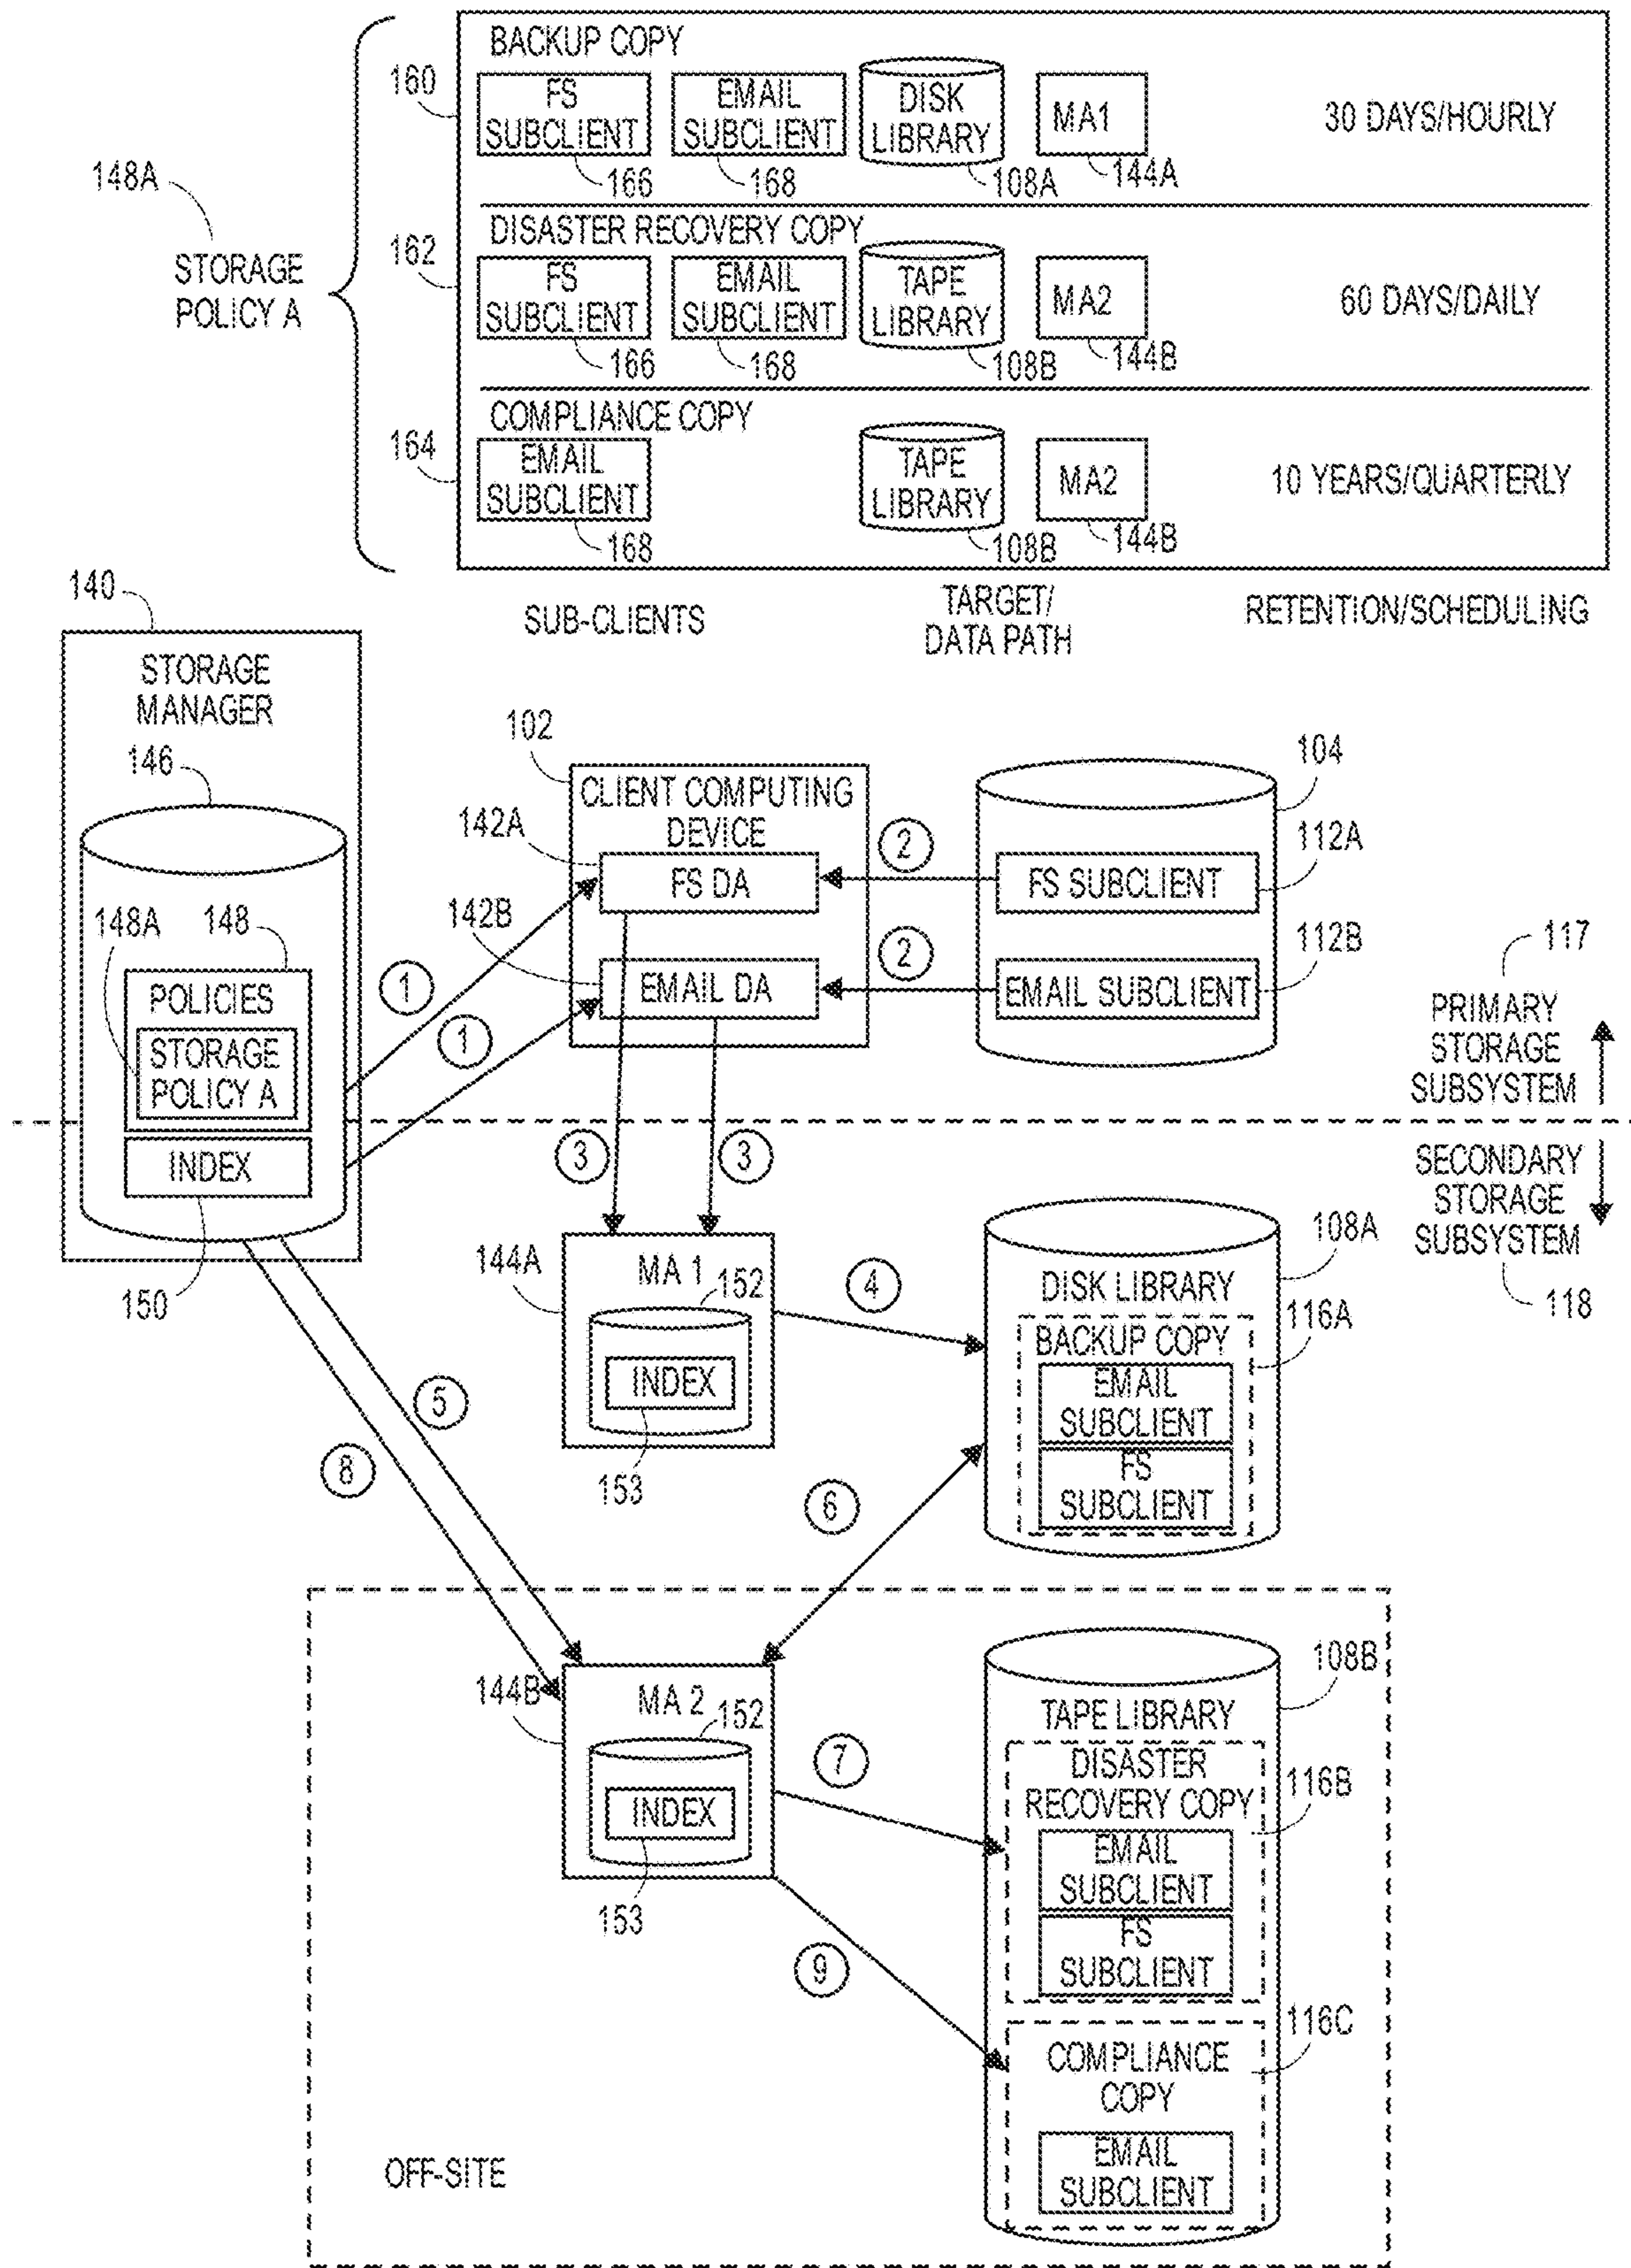 BACKUP COPY
160
FS
SUBCLIENT
166
EMAIL
SUBCLIENT
168
DISK
LIBRARY
108A
MA1
144A
30 DAYS/HOURLY
148A
STORAGE
POLICY A
DISASTER RECOVERY COPY
162
FS
SUBCLIENT
166
EMAIL
SUBCLIENT
168
TAPE
LIBRARY
108B
MA2
144B
60 DAYS/DAILY
COMPLIANCE COPY
164
EMAIL
SUBCLIENT
168
TAPE
LIBRARY
108B
MA2
144B
10 YEARS/QUARTERLY
SUB-CLIENTS
TARGET/
DATA PATH
RETENTION/SCHEDULING
140
STORAGE
MANAGER
146
148A
148
POLICIES
STORAGE
POLICY A
INDEX
150
102
CLIENT COMPUTING
DEVICE
142A
FS DA
142B
EMAIL DA
1
1
2
2
104
FS SUBCLIENT
112A
EMAIL SUBCLIENT
112B
117
PRIMARY
STORAGE
SUBSYSTEM
SECONDARY
STORAGE
SUBSYSTEM
118
3
3
144A
MA 1
152
INDEX
153
4
108A
DISK LIBRARY
116A
BACKUP COPY
EMAIL
SUBCLIENT
FS
SUBCLIENT
5
8
6
144B
MA 2
152
INDEX
153
7
9
108B
TAPE LIBRARY
DISASTER
RECOVERY COPY
116B
EMAIL
SUBCLIENT
FS
SUBCLIENT
116C
COMPLIANCE
COPY
EMAIL
SUBCLIENT
OFF-SITE